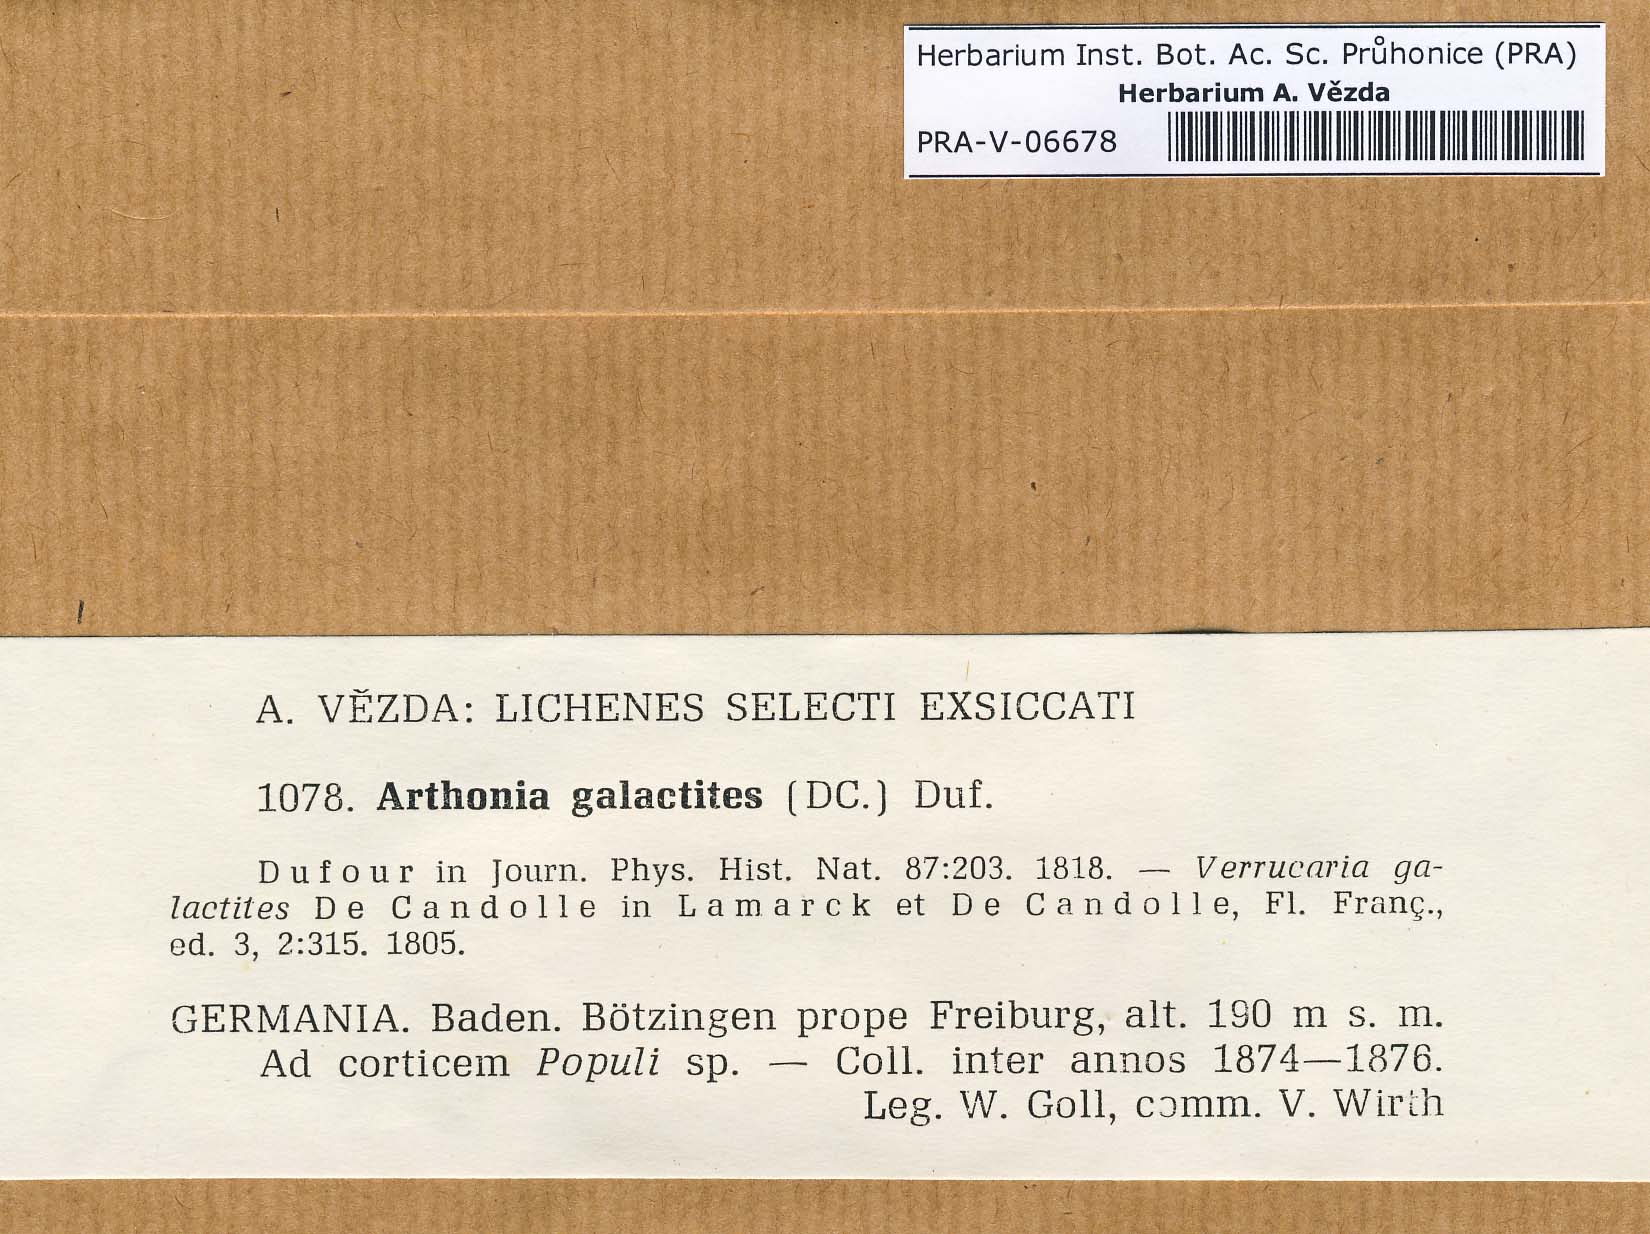 Herbarium Inst. Bot. Ac. Sc. Průhonice (PRA)
Herbarium A. Vězda
PRA-V-06678
A. VĚZDA: LICHENES SELECTI EXSICCATI
1078. Arthonia galactites (DC.) Duf.
Dufour in Journ. Phys. Hist. Nat. 87:203. 1818. — Verrucaria ga-
lactites De Candolle in Lamarck et De Candolle, Fl. Franç.,
ed. 3, 2:315. 1805.
GERMANIA. Baden. Bötzingen prope Freiburg, alt. 190 m s. m.
Ad corticem Populi sp. — Coll. inter annos 1874—1876.
Leg. W. Goll, comm. V. Wirth